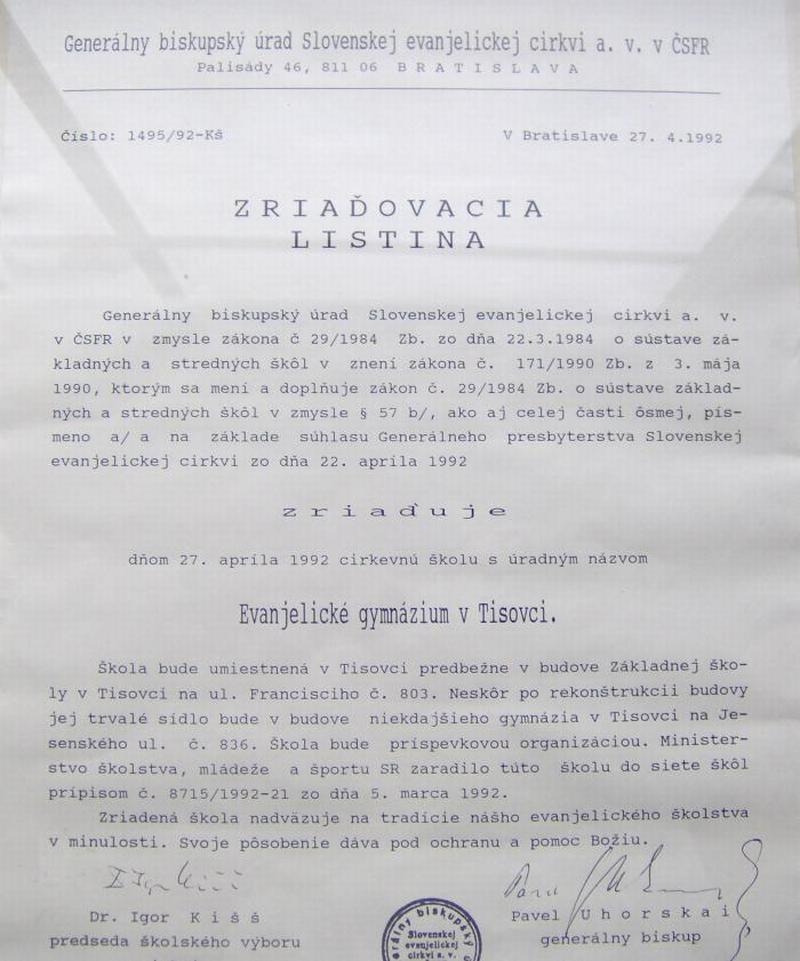 Generálny biskupský úrad Slovenskej evanjelickej cirkvi a. v. v ČSFR
Palisády 46, 811 06 B R A T I S L A V A
Číslo: 1495/92-Kš
V Bratislave 27. 4.1992
Z R I A Ď O V A C I A
L I S T I N A
Generálny biskupský úrad Slovenskej evanjelickej cirkvi a. v.
v ČSFR v zmysle zákona č 29/1984 Zb. zo dňa 22.3.1984 o sústave zá-
kladných a stredných škôl v znení zákona č. 171/1990 Zb. z 3. mája
1990, ktorým sa mení a doplňuje zákon č. 29/1984 Zb. o sústave základ-
ných a stredných škôl v zmysle § 57 b/, ako aj celej časti ôsmej, pís-
meno a/ a na základe súhlasu Generálneho presbyterstva Slovenskej
evanjelickej cirkvi zo dňa 22. apríla 1992
z r i a ď u j e
dňom 27. apríla 1992 cirkevnú školu s úradným názvom
Evanjelické gymnázium v Tisovci.
Škola bude umiestnená v Tisovci predbežne v budove Základnej ško-
ly v Tisovci na ul. Francisciho č. 803. Neskôr po rekonštrukcii budovy
jej trvalé sídlo bude v budove niekdajšieho gymnázia v Tisovci na Je-
senského ul. č. 836. Škola bude príspevkovou organizáciou. Minister-
stvo školstva, mládeže a športu SR zaradilo túto školu do siete škôl
prípisom č. 8715/1992-21 zo dňa 5. marca 1992.
Zriadená škola nadväzuje na tradície nášho evanjelického školstva
v minulosti. Svoje pôsobenie dáva pod ochranu a pomoc Božiu.
Dr. Igor K i š š
predseda školského výboru
biskupský
Slovenskej
evanjelickej
cirkvi a. v.
Pavel U h o r s k a i
generálny biskup